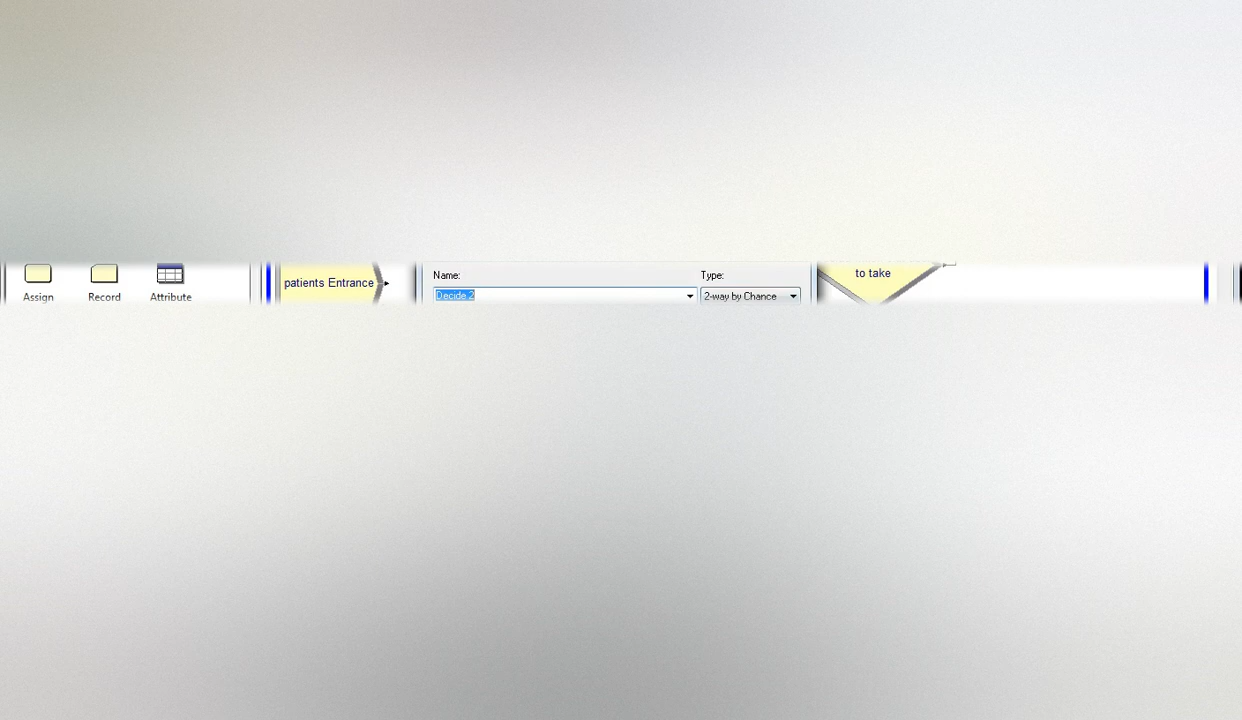 Assign
Record
Attribute
patients Entrance
Name:
Decide 2
Type:
2-way by Chance
to take